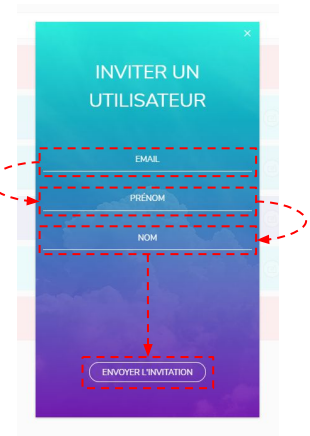 ×
INVITER UN
UTILISATEUR
EMAIL
PRÉNOM
NOM
ENVOYER L'INVITATION